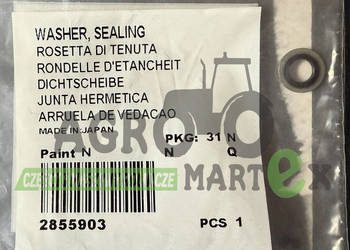 WASHER, SEALING
ROSETTA DI TENUTA
RONDELLE D'ETANCHEIT
DICHTSCHEIBE
JUNTA HERMETICA
ARRUELA DE VEDACAO
MADE IN:JAPAN
PKG: 31 N
Paint N N Q
AGRO
MARTEX
2855903 PCS 1